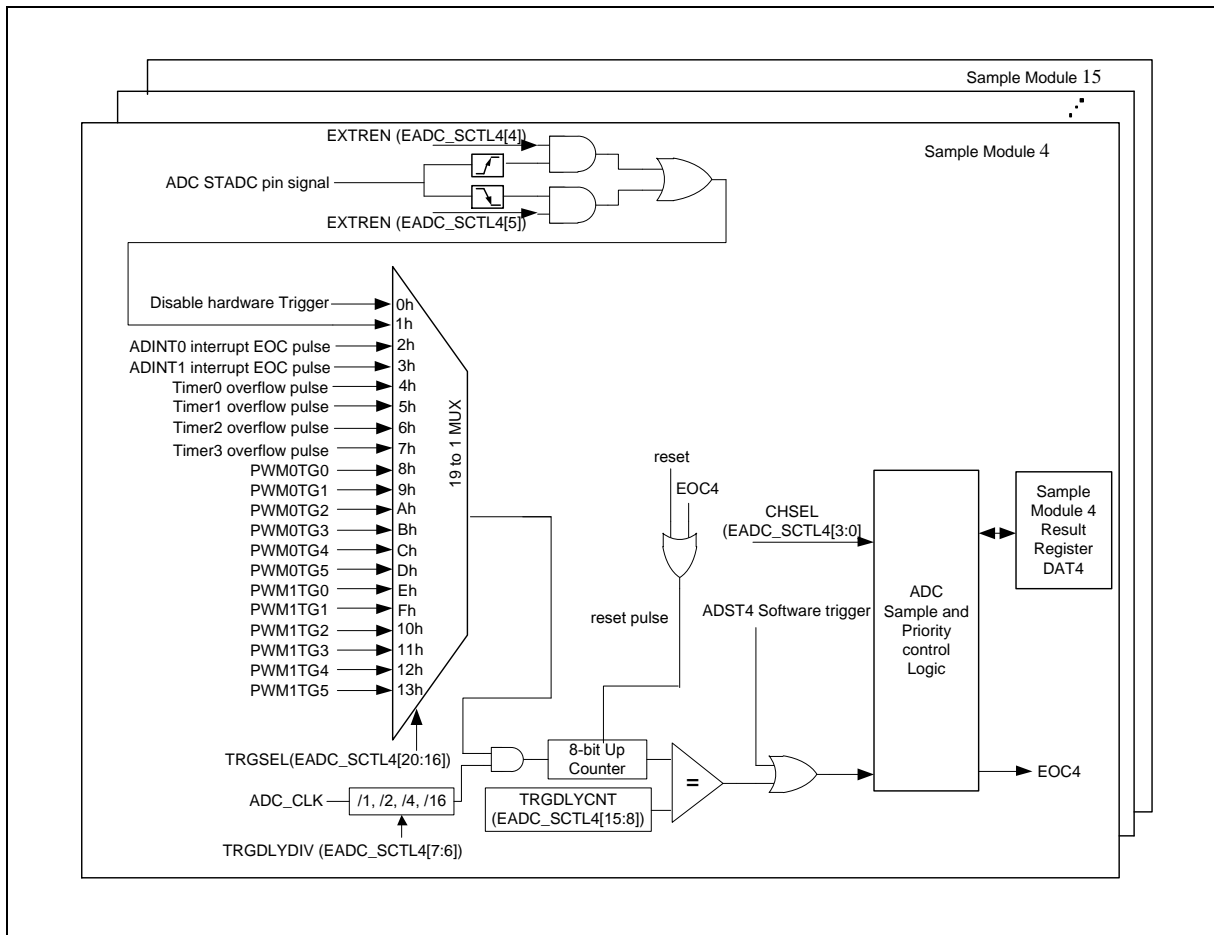 Sample Module 15
Sample Module 4
EXTREN (EADC_SCTL4[4])
ADC STADC pin signal
EXTREN (EADC_SCTL4[5])
Disable hardware Trigger
0h
1h
ADINT0 interrupt EOC pulse
2h
ADINT1 interrupt EOC pulse
3h
Timer0 overflow pulse
4h
Timer1 overflow pulse
5h
Timer2 overflow pulse
6h
Timer3 overflow pulse
7h
PWM0TG0
8h
PWM0TG1
9h
PWM0TG2
Ah
PWM0TG3
Bh
PWM0TG4
Ch
PWM0TG5
Dh
PWM1TG0
Eh
PWM1TG1
Fh
PWM1TG2
10h
PWM1TG3
11h
PWM1TG4
12h
PWM1TG5
13h
19 to 1 MUX
TRGSEL(EADC_SCTL4[20:16])
ADC_CLK
/1, /2, /4, /16
TRGDLYDIV (EADC_SCTL4[7:6])
reset
EOC4
reset pulse
8-bit Up
Counter
TRGDLYCNT
(EADC_SCTL4[15:8])
=
CHSEL
(EADC_SCTL4[3:0]
ADST4 Software trigger
ADC
Sample and
Priority
control
Logic
Sample
Module 4
Result
Register
DAT4
EOC4